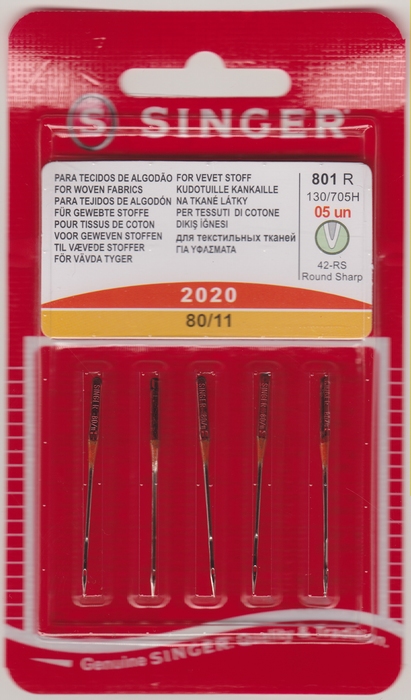 S SINGER®
PARA TECIDOS DE ALGODÃO
FOR WOVEN FABRICS
PARA TEJIDOS DE ALGODÓN
FÜR GEWEBTE STOFFE
POUR TISSUS DE COTON
VOOR GEWEVEN STOFFEN
TIL VÆVEDE STOFFER
FÖR VÄVDA TYGER
FOR VEVET STOFF
KUDOTUILLE KANKAILLE
NA TKANÉ LÁTKY
PER TESSUTI DI COTONE
DIKIŞ İĞNESI
для текстильных тканей
ΓΙΑ ΥΦΑΣΜΑΤΑ
801 R
130/705H
05 un
42-RS
Round Sharp
2020
80/11
Genuine SINGER® Quality & Tradition.